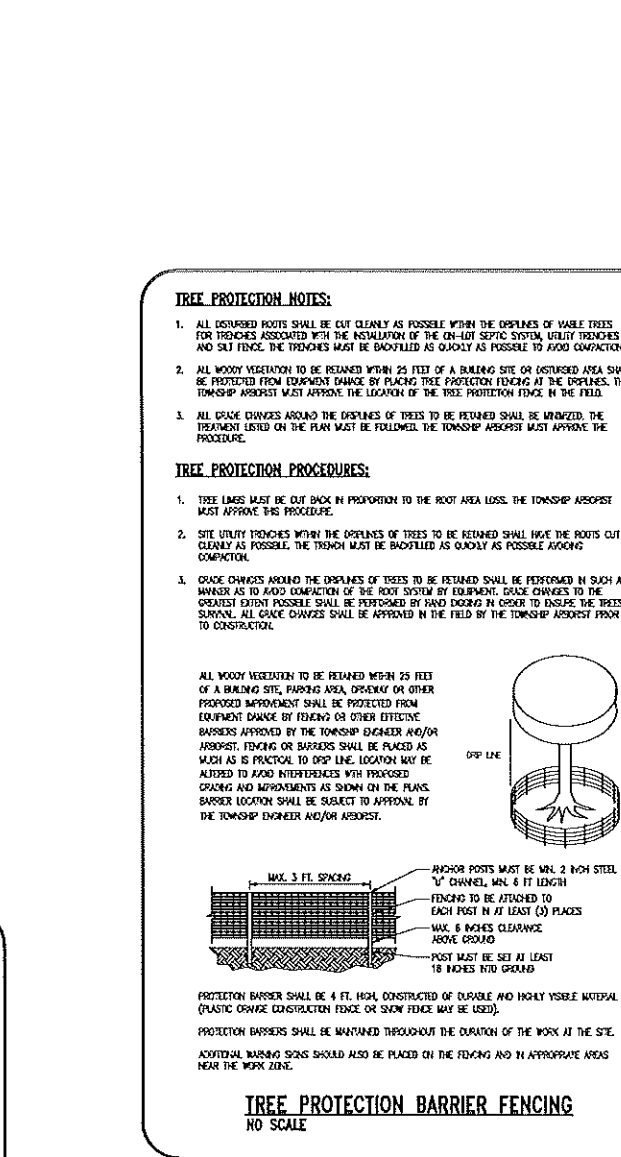 TREE PROTECTION NOTES:
1. ALL DISTURBED ROOTS SHALL BE CUT CLEANLY AS POSSIBLE WITHIN THE DRIPLINES OF VIABLE TREES
FOR TRENCHES ASSOCIATED WITH THE INSTALLATION OF THE ON-LOT SEPTIC SYSTEM, UTILITY TRENCHES
AND SILT FENCE. THE TRENCHES MUST BE BACKFILLED AS QUICKLY AS POSSIBLE TO AVOID COMPACTION
2. ALL WOODY VEGETATION TO BE RETAINED WITHIN 25 FEET OF A BUILDING SITE OR DISTURBED AREA SHA
BE PROTECTED FROM EQUIPMENT DAMAGE BY PLACING TREE PROTECTION FENCING AT THE DRIPLINES. TH
TOWNSHIP ARBORIST MUST APPROVE THE LOCATION OF THE TREE PROTECTION FENCE IN THE FIELD.
3. ALL GRADE CHANGES AROUND THE DRIPLINES OF TREES TO BE RETAINED SHALL BE MINIMIZED. THE
TREATMENT LISTED ON THE PLAN MUST BE FOLLOWED. THE TOWNSHIP ARBORIST MUST APPROVE THE
PROCEDURE.
TREE PROTECTION PROCEDURES:
1. TREE LIMBS MUST BE CUT BACK IN PROPORTION TO THE ROOT AREA LOSS. THE TOWNSHIP ARBORIST
MUST APPROVE THIS PROCEDURE.
2. SITE UTILITY TRENCHES WITHIN THE DRIPLINES OF TREES TO BE RETAINED SHALL HAVE THE ROOTS CUT
CLEANLY AS POSSIBLE. THE TRENCH MUST BE BACKFILLED AS QUICKLY AS POSSIBLE AVOIDING
COMPACTION.
3. GRADE CHANGES AROUND THE DRIPLINES OF TREES TO BE RETAINED SHALL BE PERFORMED IN SUCH A
MANNER AS TO AVOID COMPACTION OF THE ROOT SYSTEM BY EQUIPMENT. GRADE CHANGES TO THE
GREATEST EXTENT POSSIBLE SHALL BE PERFORMED BY HAND DIGGING IN ORDER TO ENSURE THE TREES
SURVIVAL. ALL GRADE CHANGES SHALL BE APPROVED IN THE FIELD BY THE TOWNSHIP ARBORIST PRIOR
TO CONSTRUCTION.
ALL WOODY VEGETATION TO BE RETAINED WITHIN 25 FEET
OF A BUILDING SITE, PARKING AREA, DRIVEWAY OR OTHER
PROPOSED IMPROVEMENT SHALL BE PROTECTED FROM
EQUIPMENT DAMAGE BY FENCING OR OTHER EFFECTIVE
BARRIERS APPROVED BY THE TOWNSHIP ENGINEER AND/OR
ARBORIST. FENCING OR BARRIERS SHALL BE PLACED AS
MUCH AS IS PRACTICAL TO DRIP LINE. LOCATION MAY BE
ALTERED TO AVOID INTERFERENCES WITH PROPOSED
GRADING AND IMPROVEMENTS AS SHOWN ON THE PLANS.
BARRIER LOCATION SHALL BE SUBJECT TO APPROVAL BY
THE TOWNSHIP ENGINEER AND/OR ARBORIST.
DRIP LINE
MAX. 3 FT. SPACING
ANCHOR POSTS MUST BE MIN. 2 INCH STEEL
"U" CHANNEL, MIN. 6 FT LENGTH
FENCING TO BE ATTACHED TO
EACH POST IN AT LEAST (3) PLACES
MAX. 6 INCHES CLEARANCE
ABOVE GROUND
POST MUST BE SET AT LEAST
18 INCHES INTO GROUND
PROTECTION BARRIER SHALL BE 4 FT. HIGH, CONSTRUCTED OF DURABLE AND HIGHLY VISIBLE MATERIAL
(PLASTIC ORANGE CONSTRUCTION FENCE OR SNOW FENCE MAY BE USED).
PROTECTION BARRIERS SHALL BE MAINTAINED THROUGHOUT THE DURATION OF THE WORK AT THE SITE.
ADDITIONAL WARNING SIGNS SHOULD ALSO BE PLACED ON THE FENCING AND IN APPROPRIATE AREAS
NEAR THE WORK ZONE.
TREE PROTECTION BARRIER FENCING
NO SCALE